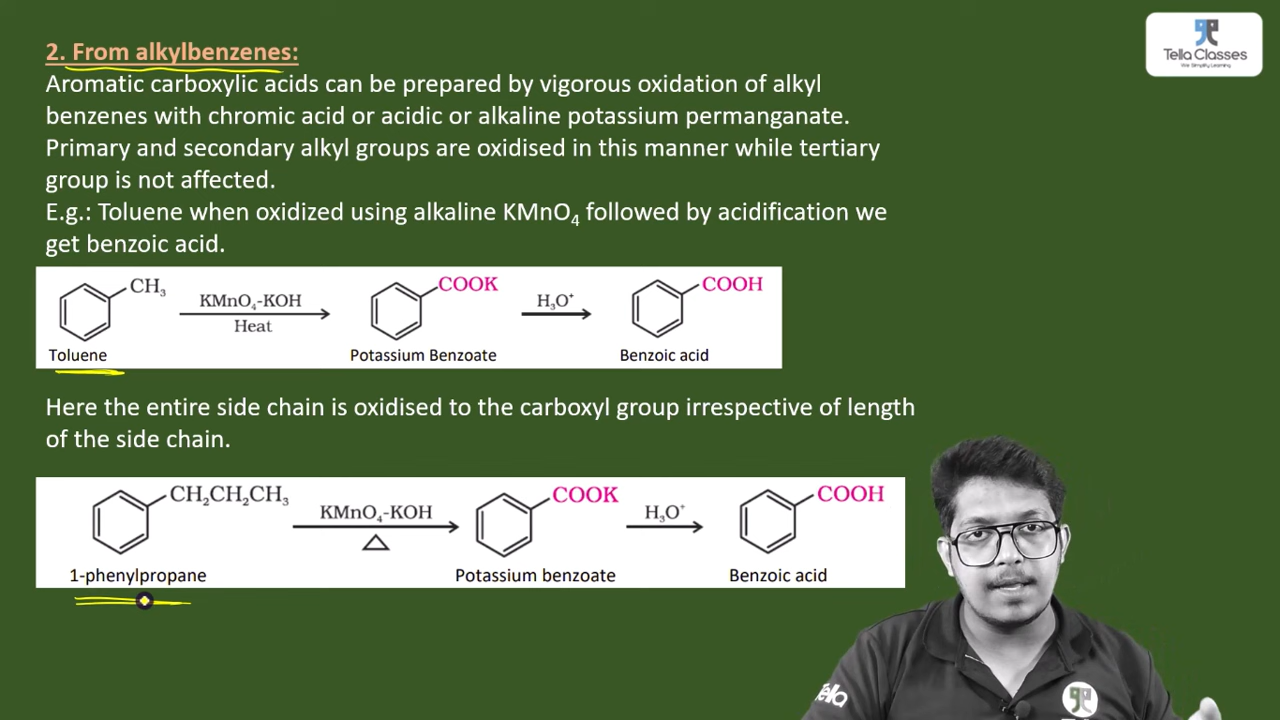 2. From alkylbenzenes:
Tella Classes
We Simplify Learning
Aromatic carboxylic acids can be prepared by vigorous oxidation of alkyl
benzenes with chromic acid or acidic or alkaline potassium permanganate.
Primary and secondary alkyl groups are oxidised in this manner while tertiary
group is not affected.
E.g.: Toluene when oxidized using alkaline KMnO₄ followed by acidification we
get benzoic acid.
CH₃ KMnO₄-KOH COOK H₃O⁺ COOH
Heat
Toluene Potassium Benzoate Benzoic acid
Here the entire side chain is oxidised to the carboxyl group irrespective of length
of the side chain.
CH₂CH₂CH₃ KMnO₄-KOH COOK H₃O⁺ COOH
△
1-phenylpropane Potassium benzoate Benzoic acid
Tella